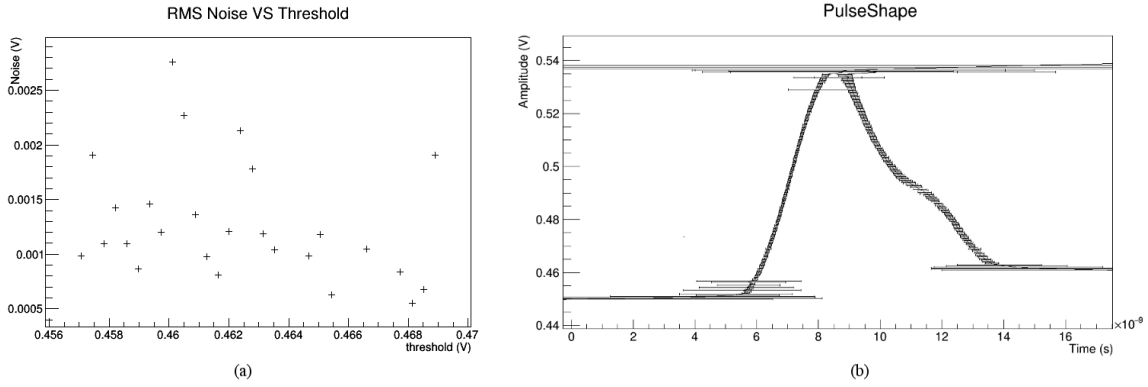 RMS Noise VS Threshold
Noise (V)
0.0025
0.002
0.0015
0.001
0.0005
0.456 0.458 0.46 0.462 0.464 0.466 0.468 0.47
threshold (V)
(a)
PulseShape
Amplitude (V)
0.54
0.52
0.5
0.48
0.46
0.44
0 2 4 6 8 10 12 14 16
×10⁻⁹
Time (s)
(b)